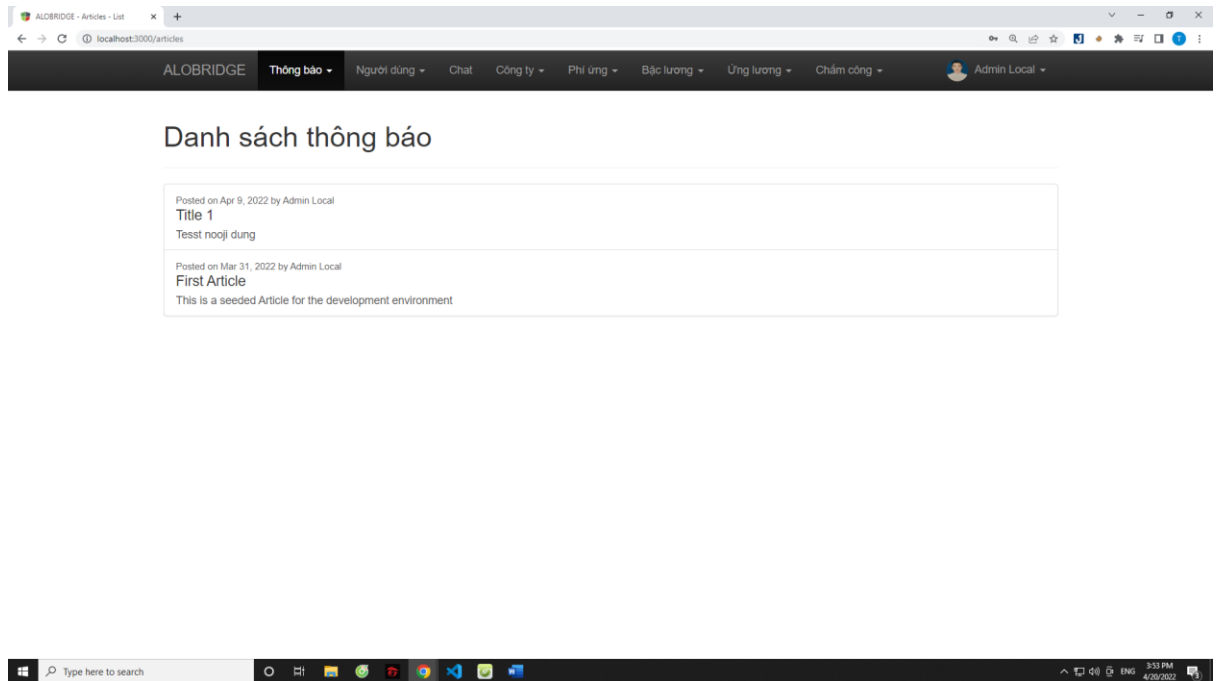 ALOBRIDGE - Articles - List
localhost:3000/articles
ALOBRIDGE Thông báo Người dùng Chat Công ty Phí ứng Bậc lương Ứng lương Chấm công Admin Local
Danh sách thông báo
Posted on Apr 9, 2022 by Admin Local
Title 1
Tesst nooji dung
Posted on Mar 31, 2022 by Admin Local
First Article
This is a seeded Article for the development environment
Type here to search
ENG
3:53 PM
4/20/2022